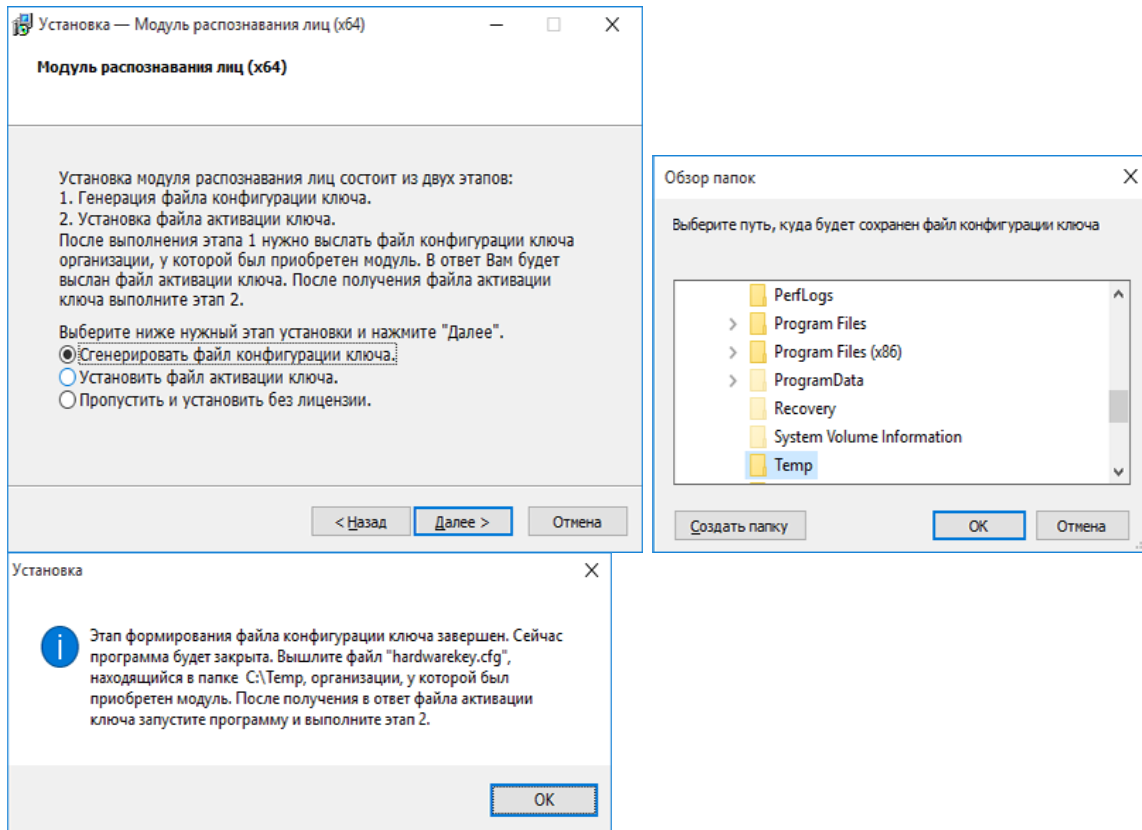 Установка — Модуль распознавания лиц (x64)
Модуль распознавания лиц (x64)
Установка модуля распознавания лиц состоит из двух этапов:
1. Генерация файла конфигурации ключа.
2. Установка файла активации ключа.
После выполнения этапа 1 нужно выслать файл конфигурации ключа
организации, у которой был приобретен модуль. В ответ Вам будет
выслан файл активации ключа. После получения файла активации
ключа выполните этап 2.
Выберите ниже нужный этап установки и нажмите "Далее".
Сгенерировать файл конфигурации ключа.
Установить файл активации ключа.
Пропустить и установить без лицензии.
< Назад Далее > Отмена
Обзор папок
Выберите путь, куда будет сохранен файл конфигурации ключа
PerfLogs
Program Files
Program Files (x86)
ProgramData
Recovery
System Volume Information
Temp
Создать папку OK Отмена
Установка
Этап формирования файла конфигурации ключа завершен. Сейчас
программа будет закрыта. Вышлите файл "hardwarekey.cfg",
находящийся в папке C:\Temp, организации, у которой был
приобретен модуль. После получения в ответ файла активации
ключа запустите программу и выполните этап 2.
OK